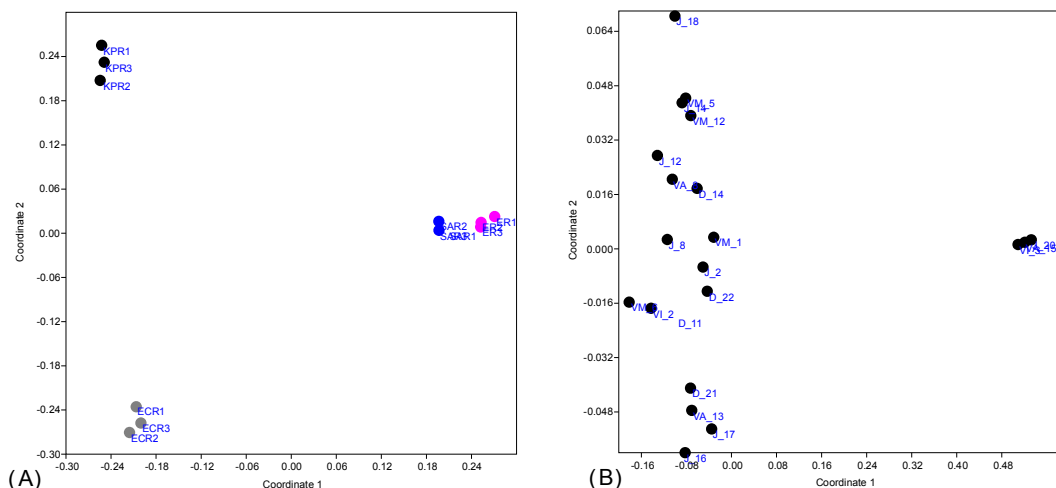 0.24
0.18
0.12
0.06
0.00
-0.06
-0.12
-0.18
-0.24
-0.30
Coordinate 2
KPR1
KPR3
KPR2
SAR2
SAR1
ER1
ER3
ECR1
ECR3
ECR2
-0.30 -0.24 -0.18 -0.12 -0.06 0.00 0.06 0.12 0.18 0.24
Coordinate 1
(A)
0.064
0.048
0.032
0.016
0.000
-0.016
-0.032
-0.048
Coordinate 2
J_18
VM_5
J_14
VM_12
J_12
D_14
J_8
VM_1
J_2
D_22
VI_2
D_11
D_21
VA_13
J_17
J_16
-0.16 -0.08 0.00 0.08 0.16 0.24 0.32 0.40 0.48
Coordinate 1
(B)